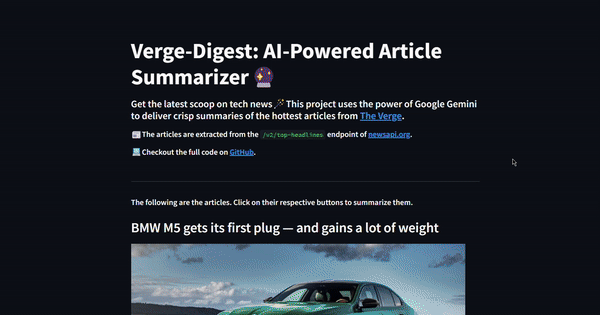 Verge-Digest: AI-Powered Article
Summarizer 🔮
Get the latest scoop on tech news 🪄 This project uses the power of Google Gemini
to deliver crisp summaries of the hottest articles from The Verge.
📰 The articles are extracted from the /v2/top-headlines endpoint of newsapi.org.
Checkout the full code on GitHub.
The following are the articles. Click on their respective buttons to summarize them.
BMW M5 gets its first plug — and gains a lot of weight